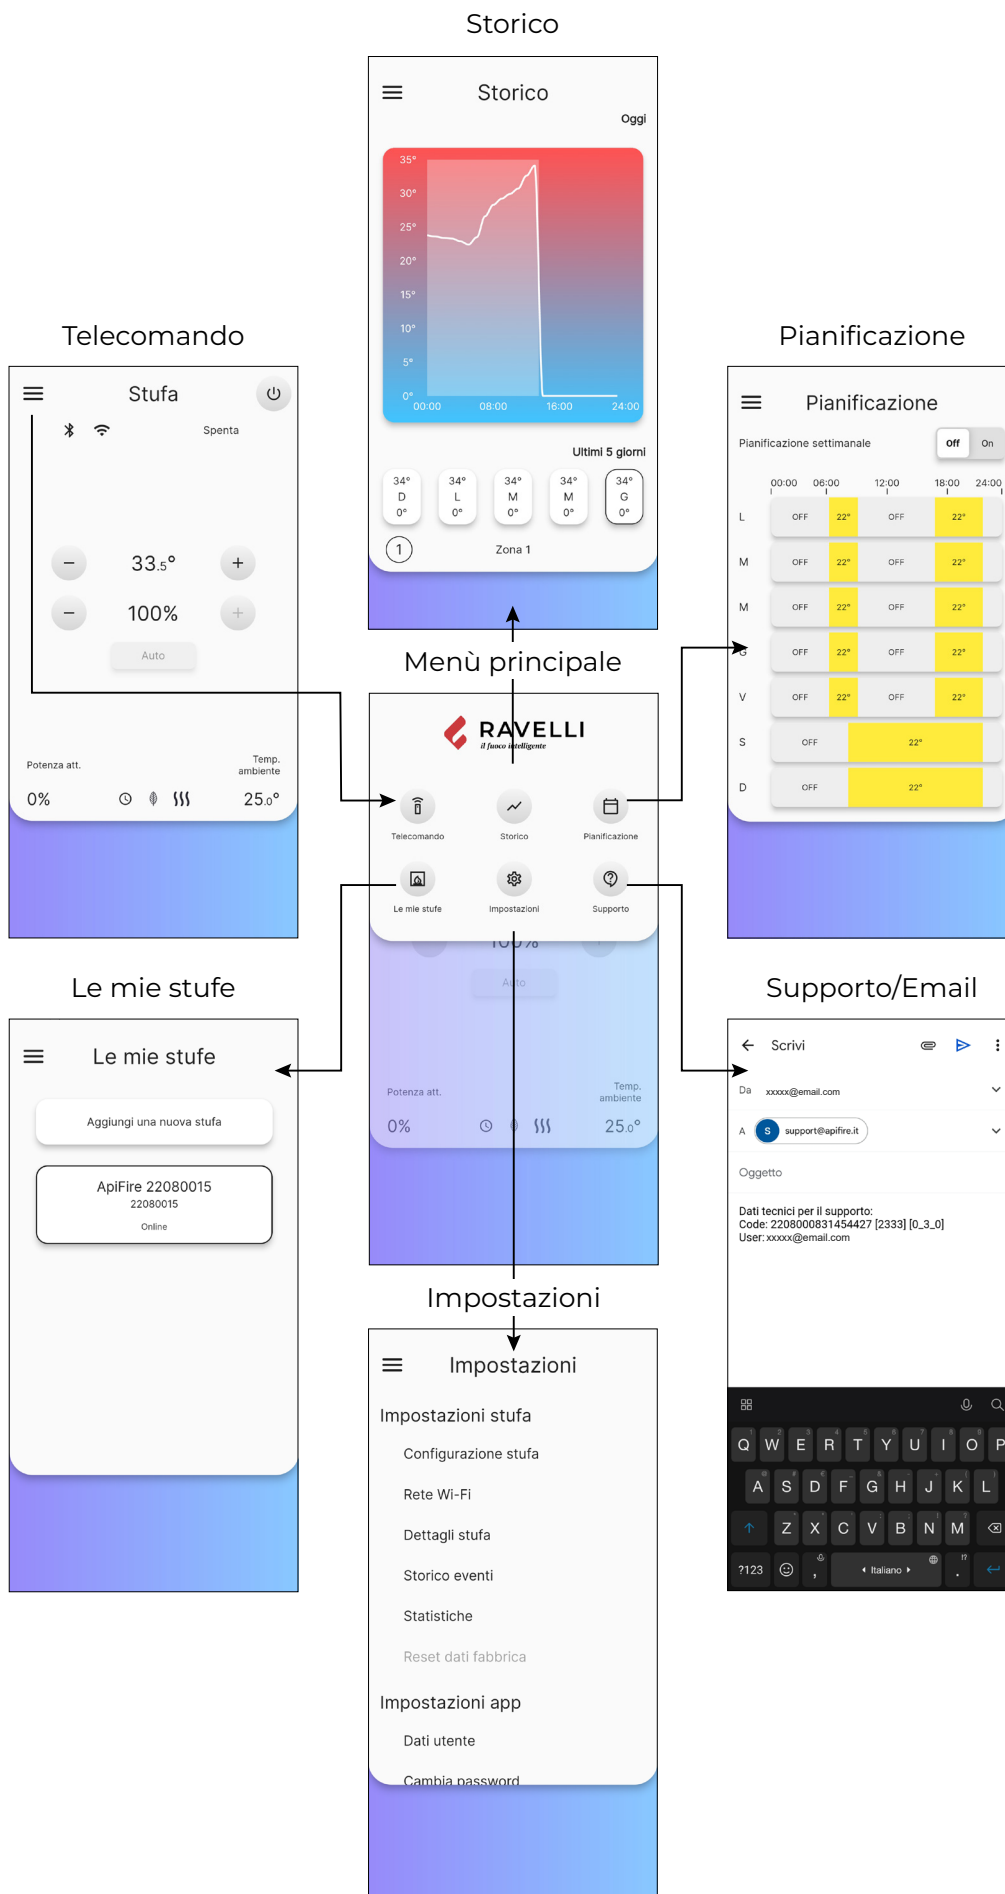 Storico
Storico
Oggi
35°
30°
25°
20°
15°
10°
5°
0°
00:00 08:00 16:00 24:00
Ultimi 5 giorni
34° 34° 34° 34° 34°
D L M M G
0° 0° 0° 0° 0°
1 Zona 1
Telecomando
Stufa
Spenta
33.5°
100%
Auto
Potenza att. Temp. ambiente
0% 25.0°
Pianificazione
Pianificazione
Pianificazione settimanale Off On
00:00 06:00 12:00 18:00 24:00
L OFF 22° OFF 22°
M OFF 22° OFF 22°
M OFF 22° OFF 22°
G OFF 22° OFF 22°
V OFF 22° OFF 22°
S OFF 22°
D OFF 22°
Menù principale
RAVELLI
il fuoco intelligente
Telecomando Storico Pianificazione
Le mie stufe Impostazioni Supporto
100%
Auto
Potenza att. Temp. ambiente
0% 25.0°
Le mie stufe
Le mie stufe
Aggiungi una nuova stufa
ApiFire 22080015
22080015
Online
Supporto/Email
Scrivi
Da xxxxx@email.com
A S support@apifire.it
Oggetto
Dati tecnici per il supporto:
Code: 2208000831454427 [2333] [0_3_0]
User: xxxxx@email.com
Q W E R T Y U I O P
A S D F G H J K L
Z X C V B N M
?123 , Italiano .
Impostazioni
Impostazioni
Impostazioni stufa
Configurazione stufa
Rete Wi-Fi
Dettagli stufa
Storico eventi
Statistiche
Reset dati fabbrica
Impostazioni app
Dati utente
Cambia password